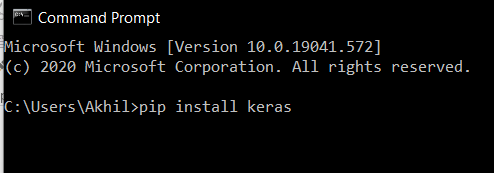 Command Prompt
Microsoft Windows [Version 10.0.19041.572]
(c) 2020 Microsoft Corporation. All rights reserved.
C:\Users\Akhil>pip install keras